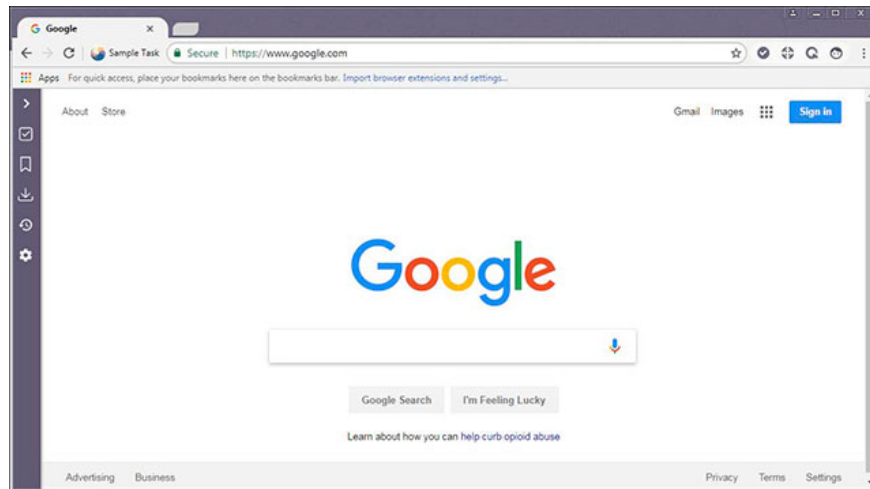 Google
Sample Task Secure https://www.google.com
Apps For quick access, place your bookmarks here on the bookmarks bar. Import browser extensions and settings...
About Store Gmail Images Sign in
Google
Google Search I'm Feeling Lucky
Learn about how you can help curb opioid abuse
Advertising Business Privacy Terms Settings